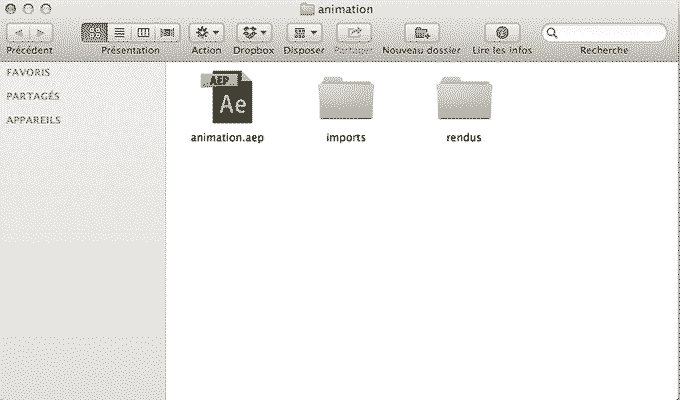 animation
Précédent
Présentation
Action
Dropbox
Disposer
Partager
Nouveau dossier
Lire les infos
Recherche
FAVORIS
PARTAGÉS
APPAREILS
AEP
Ae
animation.aep
imports
rendus